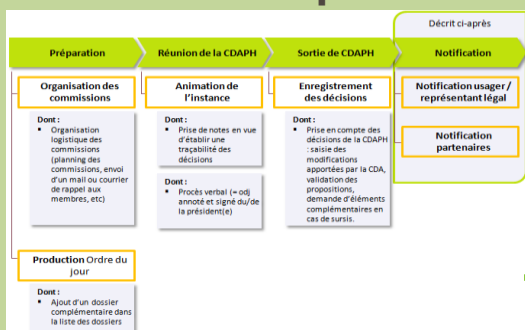 Décrit ci-après
Préparation
Réunion de la CDAPH
Sortie de CDAPH
Notification
Organisation des
commissions
Dont :
Organisation
logistique des
commissions
(planning des
commissions, envoi
d'un mail ou courrier
de rappel aux
membres, etc)
Production Ordre du
jour
Dont :
Ajout d'un dossier
complémentaire dans
la liste des dossiers
Animation de
l'instance
Dont :
Prise de notes en vue
d'établir une
traçabilité des
décisions
Dont :
Procès verbal (= odj
annoté et signé du/de
la président(e)
Enregistrement
des décisions
Dont :
Prise en compte des
décisions de la CDAPH
: saisie des
modifications
apportées par la CDA,
validation des
propositions,
demande d'éléments
complémentaires en
cas de sursis.
Notification usager /
représentant légal
Notification
partenaires